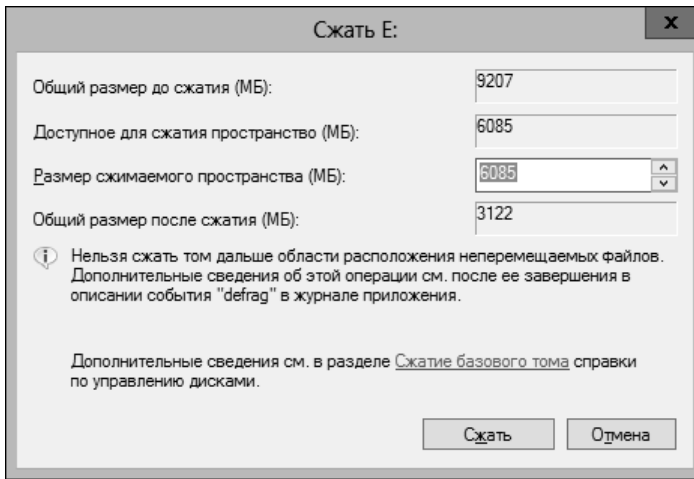 Сжать E:
x
Общий размер до сжатия (МБ): 9207
Доступное для сжатия пространство (МБ): 6085
Размер сжимаемого пространства (МБ): 6085
Общий размер после сжатия (МБ): 3122
Нельзя сжать том дальше области расположения неперемещаемых файлов.
Дополнительные сведения об этой операции см. после ее завершения в
описании события "defrag" в журнале приложения.
Дополнительные сведения см. в разделе Сжатие базового тома справки
по управлению дисками.
Сжать Отмена